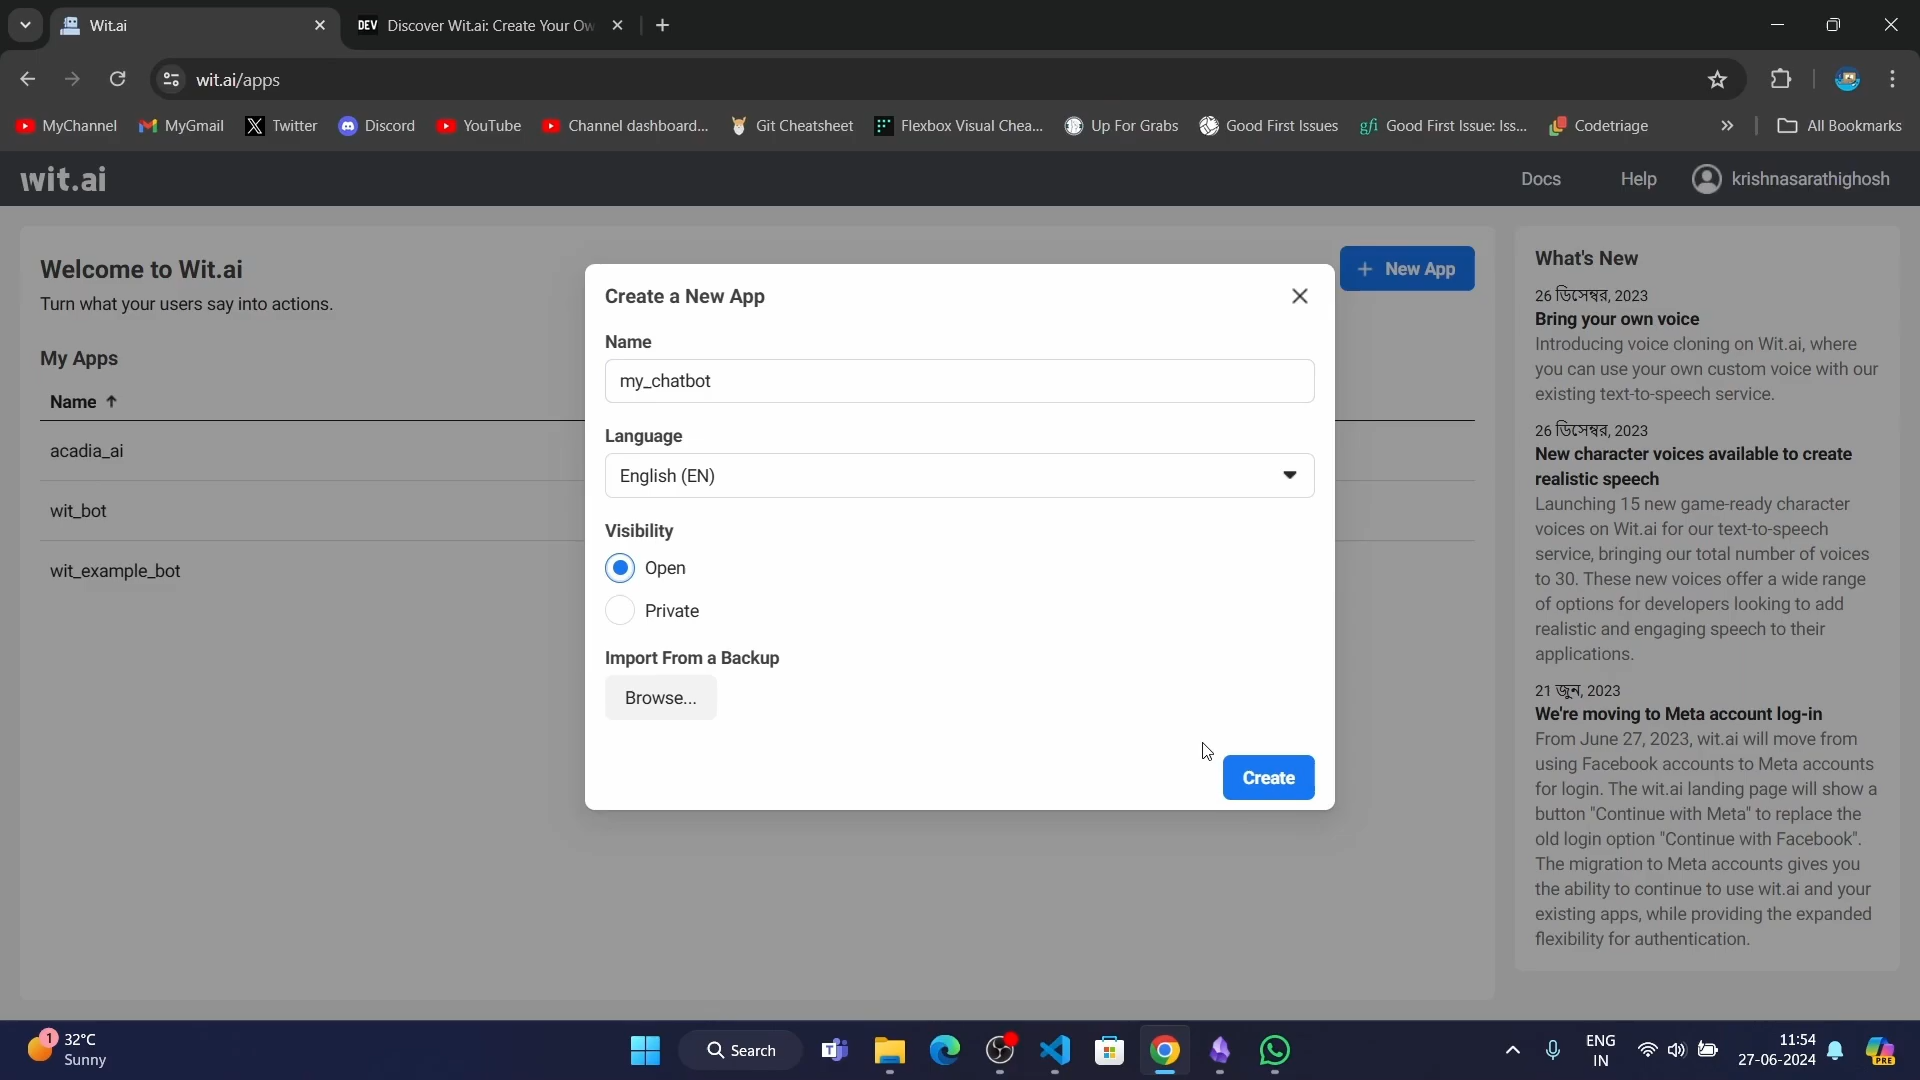 Wit.ai
DEV Discover Wit.ai: Create Your Ow
wit.ai/apps
MyChannel
MyGmail
Twitter
Discord
YouTube
Channel dashboard...
Git Cheatsheet
Flexbox Visual Chea...
Up For Grabs
Good First Issues
gfi Good First Issue: Iss...
Codetriage
All Bookmarks
wit.ai
Docs
Help
krishnasarathighosh
Welcome to Wit.ai
Turn what your users say into actions.
New App
My Apps
Name
acadia_ai
wit_bot
wit_example_bot
Create a New App
Name
my_chatbot
Language
English (EN)
Visibility
Open
Private
Import From a Backup
Browse...
Create
What's New
26 ডিসেম্বর, 2023
Bring your own voice
Introducing voice cloning on Wit.ai, where
you can use your own custom voice with our
existing text-to-speech service.
26 ডিসেম্বর, 2023
New character voices available to create
realistic speech
Launching 15 new game-ready character
voices on Wit.ai for our text-to-speech
service, bringing our total number of voices
to 30. These new voices offer a wide range
of options for developers looking to add
realistic and engaging speech to their
applications.
21 জুন, 2023
We're moving to Meta account log-in
From June 27, 2023, wit.ai will move from
using Facebook accounts to Meta accounts
for login. The wit.ai landing page will show a
button "Continue with Meta" to replace the
old login option "Continue with Facebook".
The migration to Meta accounts gives you
the ability to continue to use wit.ai and your
existing apps, while providing the expanded
flexibility for authentication.
1
32°C
Sunny
Search
ENG
IN
11:54
27-06-2024
PRE